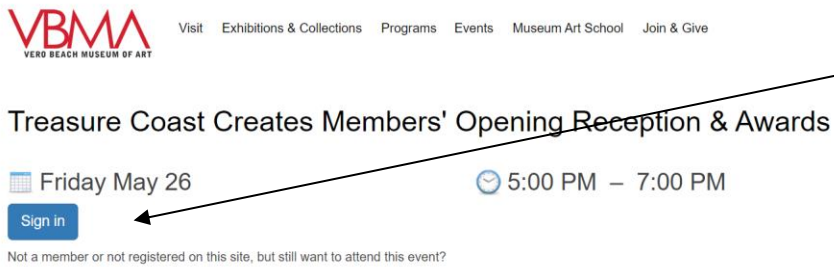 VBMA
VERO BEACH MUSEUM OF ART
Visit Exhibitions & Collections Programs Events Museum Art School Join & Give
Treasure Coast Creates Members' Opening Reception & Awards
Friday May 26 5:00 PM – 7:00 PM
Sign in
Not a member or not registered on this site, but still want to attend this event?